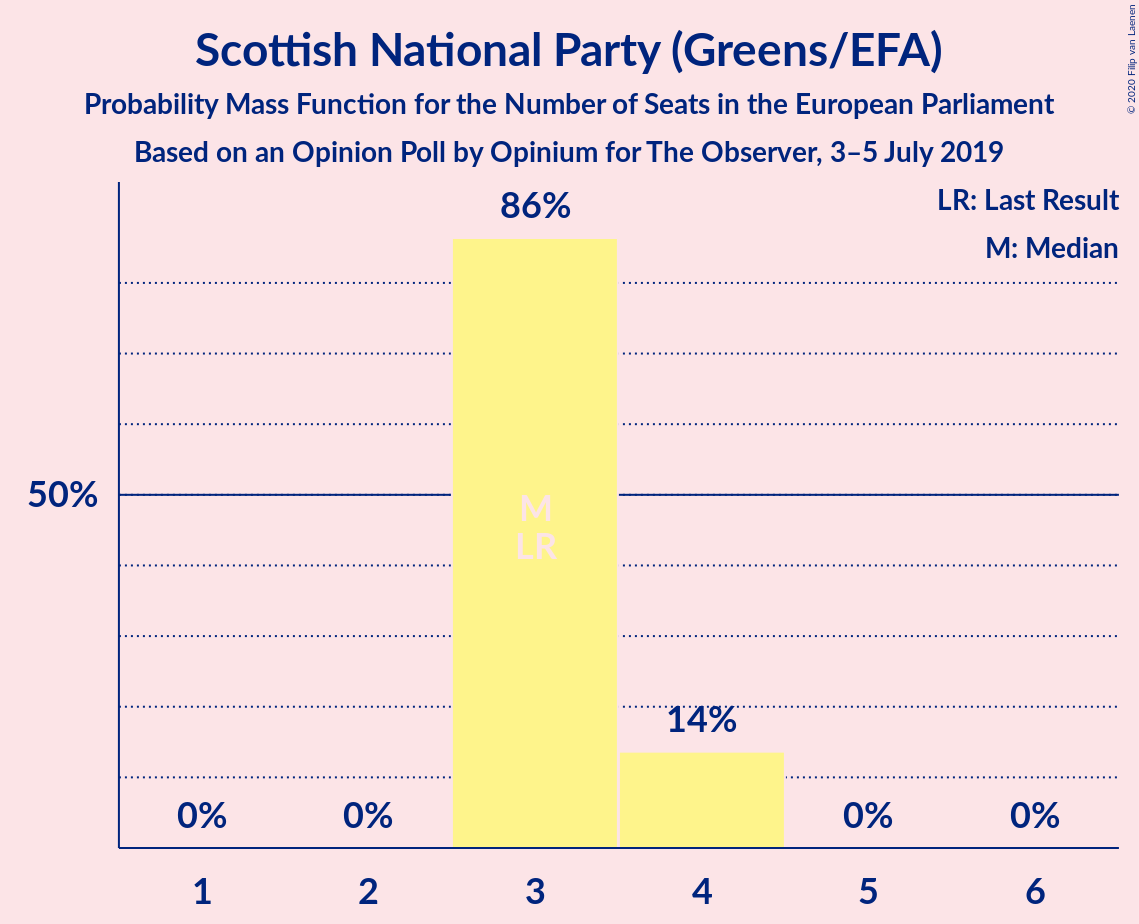 Scottish National Party (Greens/EFA)
Probability Mass Function for the Number of Seats in the European Parliament
Based on an Opinion Poll by Opinium for The Observer, 3–5 July 2019
© 2020 Filip van Laenen
LR: Last Result
M: Median
86%
50%
M
LR
14%
0% 0% 0% 0%
1 2 3 4 5 6